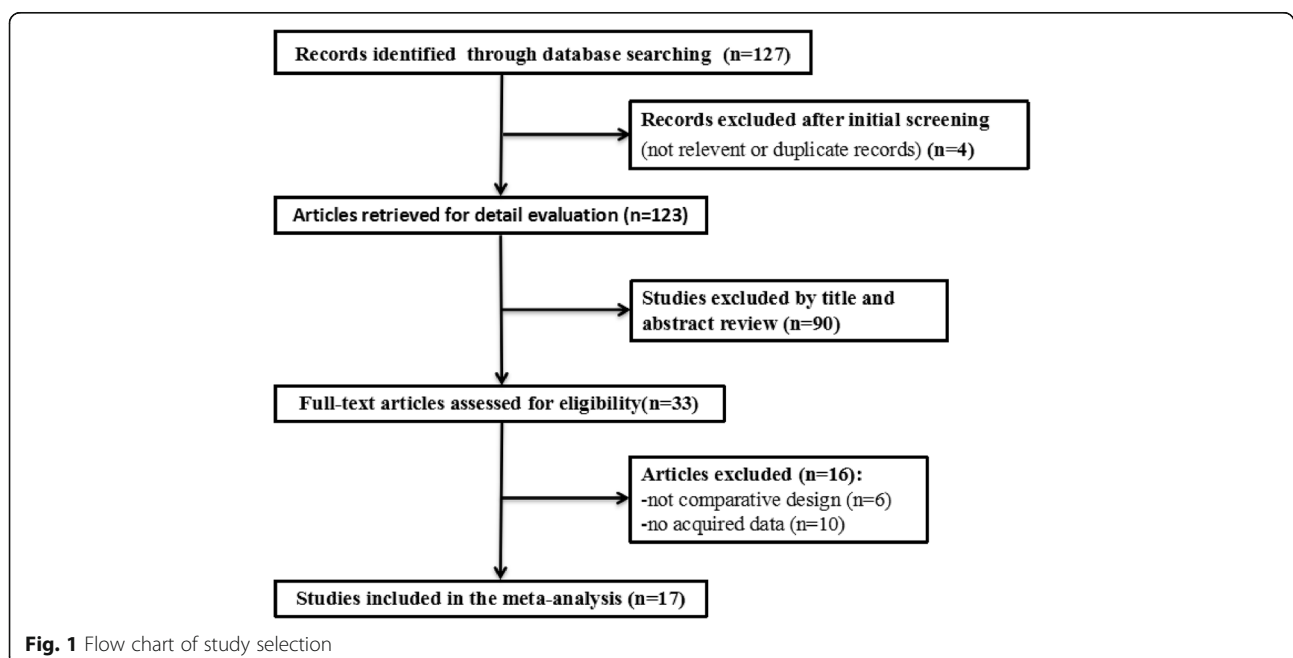 Records identified through database searching (n=127)
Records excluded after initial screening
(not relevent or duplicate records) (n=4)
Articles retrieved for detail evaluation (n=123)
Studies excluded by title and
abstract review (n=90)
Full-text articles assessed for eligibility(n=33)
Articles excluded (n=16):
-not comparative design (n=6)
-no acquired data (n=10)
Studies included in the meta-analysis (n=17)
Fig. 1 Flow chart of study selection